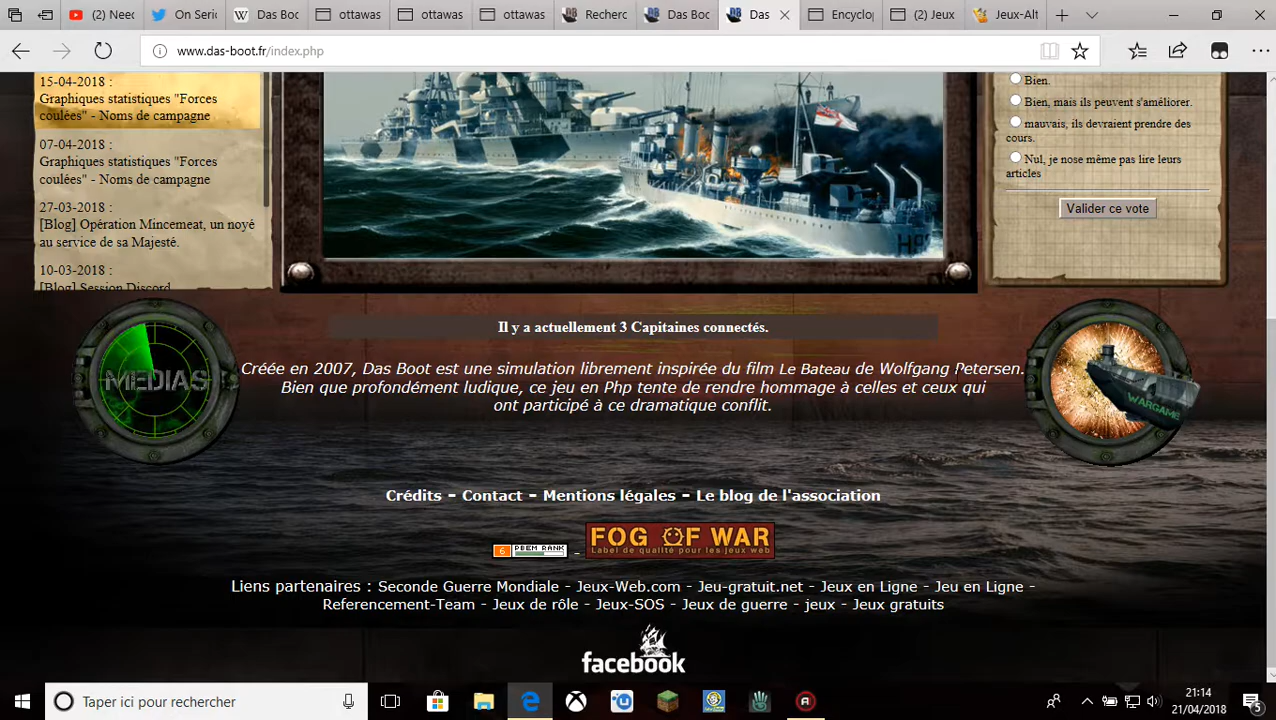 (2) Neec
On Seric
Das Boo
ottawas
ottawas
ottawas
Recherc
Das Boo
Das
Encyclop
(2) Jeux
Jeux-Alt
www.das-boot.fr/index.php
15-04-2018 :
Graphiques statistiques "Forces
coulées" - Noms de campagne
07-04-2018 :
Graphiques statistiques "Forces
coulées" - Noms de campagne
27-03-2018 :
[Blog] Opération Mincemeat, un noyé
au service de sa Majesté.
10-03-2018 :
[Blog] Session Discord
Bien.
Bien, mais ils peuvent s'améliorer.
mauvais, ils devraient prendre des
cours.
Nul, je nose même pas lire leurs
articles
Valider ce vote
Il y a actuellement 3 Capitaines connectés.
MEDIAS
WARGAME
Créée en 2007, Das Boot est une simulation librement inspirée du film Le Bateau de Wolfgang Petersen.
Bien que profondément ludique, ce jeu en Php tente de rendre hommage à celles et ceux qui
ont participé à ce dramatique conflit.
Crédits - Contact - Mentions légales - Le blog de l'association
6 PBEM RANK - FOG OF WAR
Label de qualité pour les jeux web
Liens partenaires : Seconde Guerre Mondiale - Jeux-Web.com - Jeu-gratuit.net - Jeux en Ligne - Jeu en Ligne -
Referencement-Team - Jeux de rôle - Jeux-SOS - Jeux de guerre - jeux - Jeux gratuits
facebook
Taper ici pour rechercher
21:14
21/04/2018
5